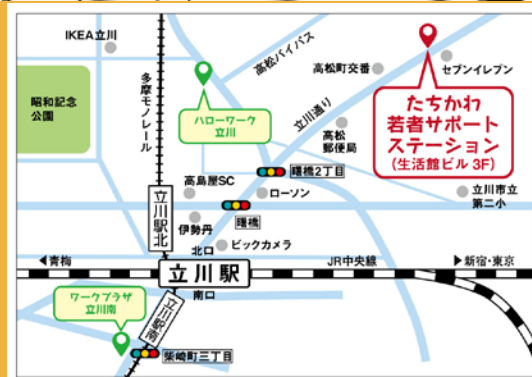 IKEA立川
昭和記念
公園
多摩モノレール
高松バイパス
ハローワーク
立川
立川通り
高松町交番
セブンイレブン
たちかわ
若者サポート
ステーション
(生活館ビル 3F)
高松
郵便局
曙橋2丁目
高島屋SC
ローソン
立川市立
第二小
曙橋
伊勢丹
立川駅北
北口
ビックカメラ
◀青梅
立川駅
JR中央線
▶新宿・東京
南口
ワークプラザ
立川南
立川駅南
柴崎町三丁目